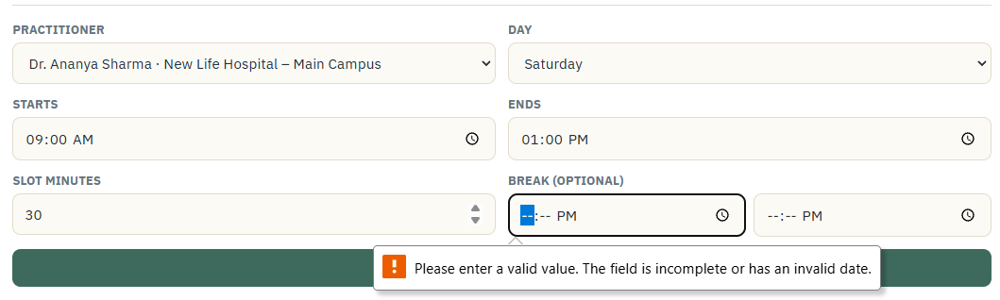 PRACTITIONER
DAY
Dr. Ananya Sharma · New Life Hospital – Main Campus
Saturday
STARTS
ENDS
09:00 AM
01:00 PM
SLOT MINUTES
BREAK (OPTIONAL)
30
--:-- PM
--:-- PM
! Please enter a valid value. The field is incomplete or has an invalid date.